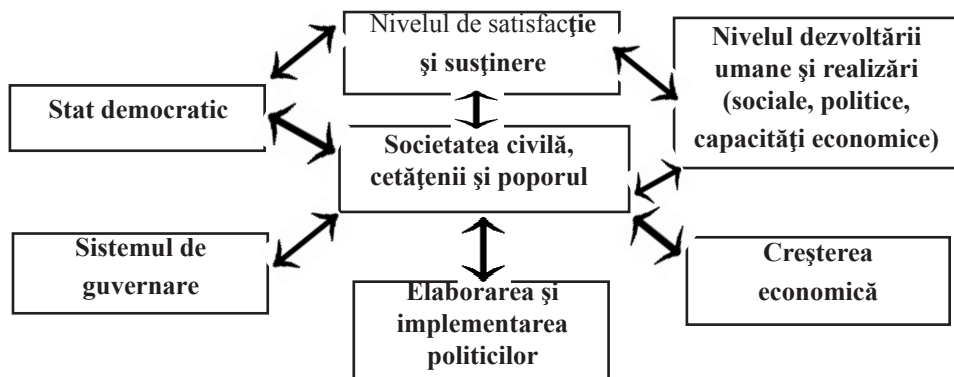 Nivelul de satisfacţie
şi susţinere
Nivelul dezvoltării
umane şi realizări
(sociale, politice,
capacităţi economice)
Stat democratic
Societatea civilă,
cetăţenii şi poporul
Sistemul de
guvernare
Elaborarea şi
implementarea
politicilor
Creşterea
economică